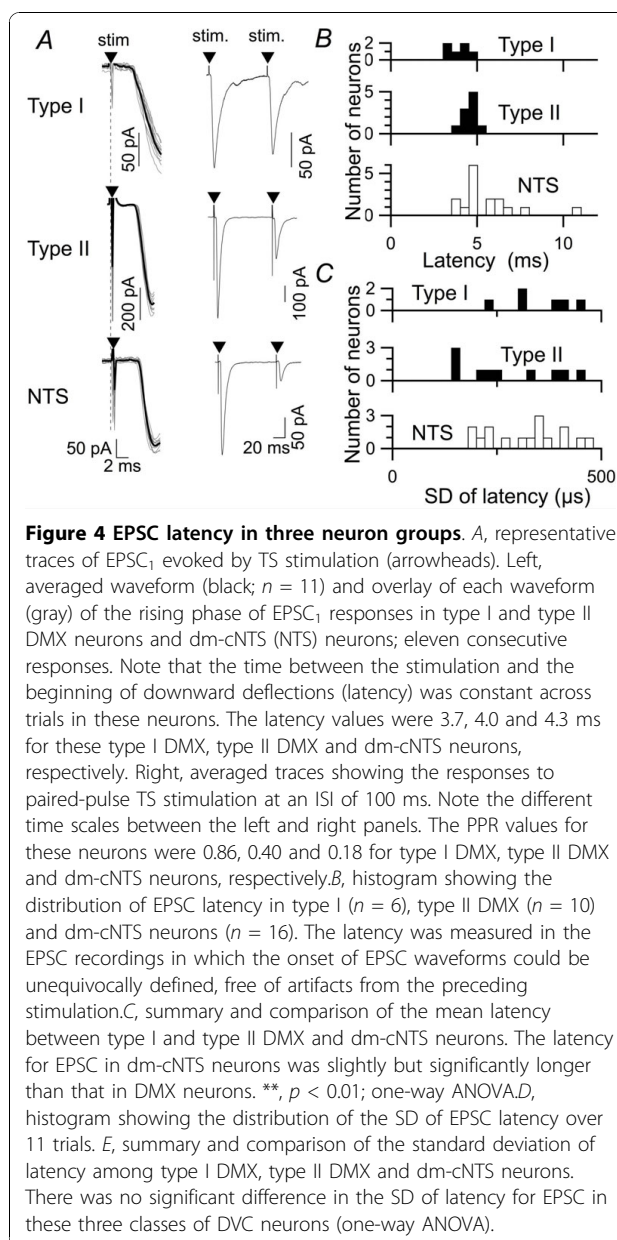 A
stim
stim.
stim.
Type I
50 pA
50 pA
Type II
200 pA
100 pA
NTS
50 pA
2 ms
20 ms
50 pA
B
Number of neurons
2
0
Type I
5
0
Type II
5
0
NTS
0
5
10
Latency (ms)
C
Number of neurons
2
0
Type I
3
0
Type II
3
0
NTS
0
500
SD of latency (µs)
Figure 4 EPSC latency in three neuron groups. A, representative
traces of EPSC₁ evoked by TS stimulation (arrowheads). Left,
averaged waveform (black; n = 11) and overlay of each waveform
(gray) of the rising phase of EPSC₁ responses in type I and type II
DMX neurons and dm-cNTS (NTS) neurons; eleven consecutive
responses. Note that the time between the stimulation and the
beginning of downward deflections (latency) was constant across
trials in these neurons. The latency values were 3.7, 4.0 and 4.3 ms
for these type I DMX, type II DMX and dm-cNTS neurons,
respectively. Right, averaged traces showing the responses to
paired-pulse TS stimulation at an ISI of 100 ms. Note the different
time scales between the left and right panels. The PPR values for
these neurons were 0.86, 0.40 and 0.18 for type I DMX, type II DMX
and dm-cNTS neurons, respectively.B, histogram showing the
distribution of EPSC latency in type I (n = 6), type II DMX (n = 10)
and dm-cNTS neurons (n = 16). The latency was measured in the
EPSC recordings in which the onset of EPSC waveforms could be
unequivocally defined, free of artifacts from the preceding
stimulation.C, summary and comparison of the mean latency
between type I and type II DMX and dm-cNTS neurons. The latency
for EPSC in dm-cNTS neurons was slightly but significantly longer
than that in DMX neurons. **, p < 0.01; one-way ANOVA.D,
histogram showing the distribution of the SD of EPSC latency over
11 trials. E, summary and comparison of the standard deviation of
latency among type I DMX, type II DMX and dm-cNTS neurons.
There was no significant difference in the SD of latency for EPSC in
these three classes of DVC neurons (one-way ANOVA).